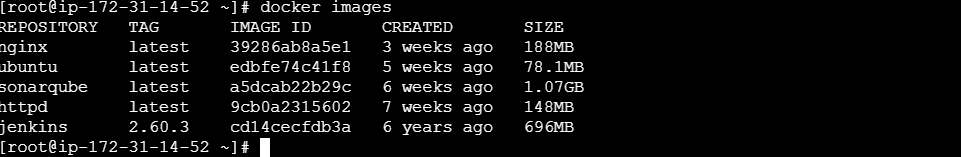 [root@ip-172-31-14-52 ~]# docker images
REPOSITORY   TAG       IMAGE ID       CREATED       SIZE
nginx        latest    39286ab8a5e1   3 weeks ago   188MB
ubuntu       latest    edbfe74c41f8   5 weeks ago   78.1MB
sonarqube    latest    a5dcab22b29c   6 weeks ago   1.07GB
httpd        latest    9cb0a2315602   7 weeks ago   148MB
jenkins      2.60.3    cd14cecfdb3a   6 years ago   696MB
[root@ip-172-31-14-52 ~]#